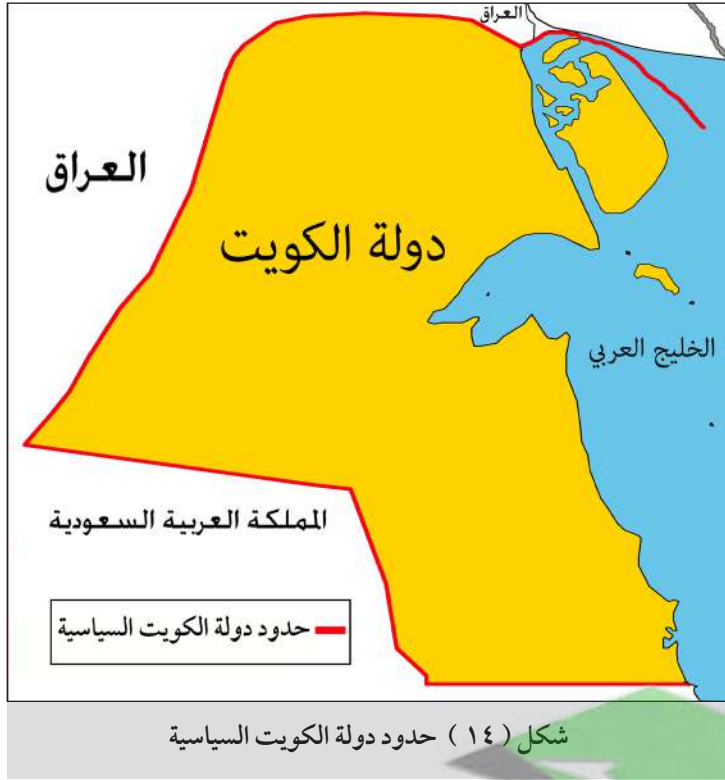 العراق
العراق
دولة الكويت
الخليج العربي
المملكة العربية السعودية
حدود دولة الكويت السياسية
شكل ( ١٤ ) حدود دولة الكويت السياسية